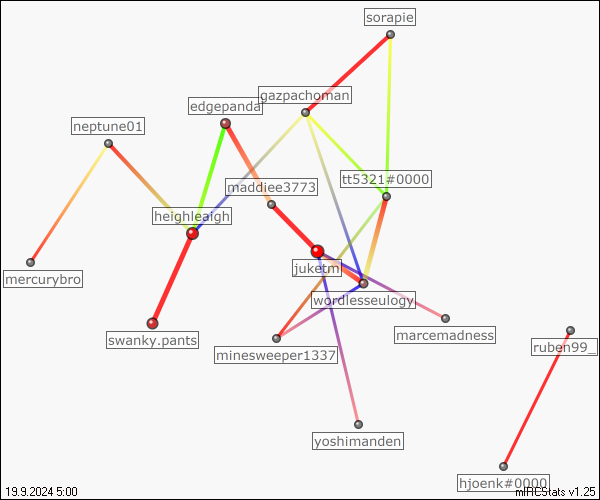 sorapie
gazpachoman
edgepanda
neptune01
tt5321#0000
maddiee3773
heighleaigh
juketm
mercurybro
wordlesseulogy
marcemadness
swanky.pants
ruben99_
minesweeper1337
yoshimanden
hjoenk#0000
19.9.2024 5:00
mIRCStats v1.25